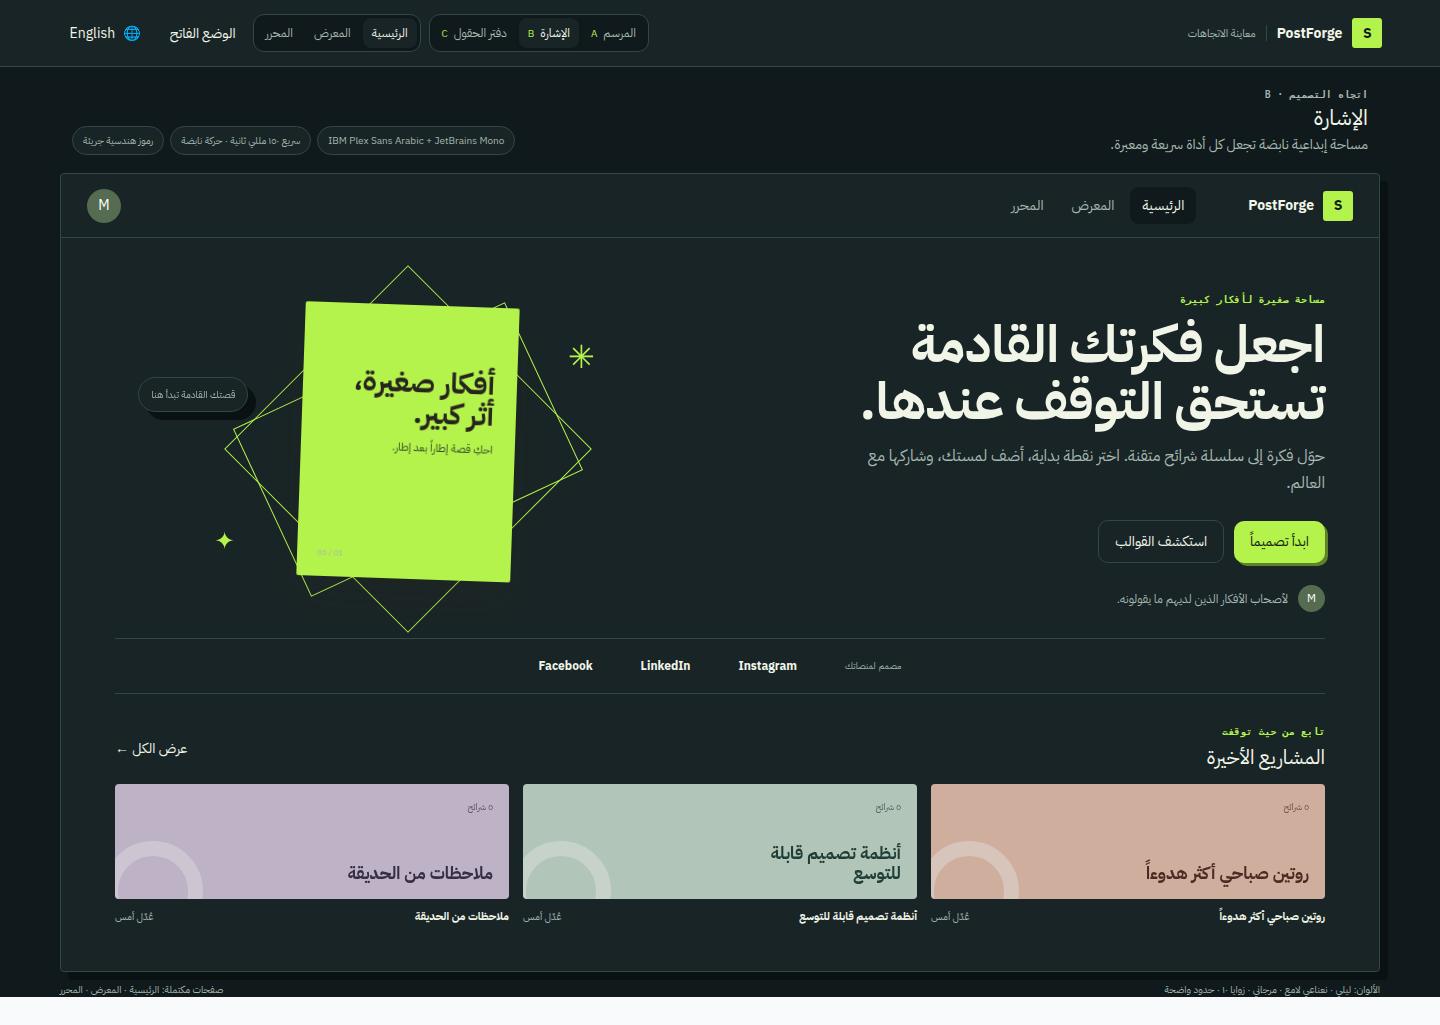 S PostForge معاينة الاتجاهات
المرسم A الإشارة B دفتر الحقول C
الرئيسية المعرض المحرر
الوضع الفاتح
🌐 English
اتجاه التصميم · B
الإشارة
مساحة إبداعية نابضة تجعل كل أداة سريعة ومعبرة.
IBM Plex Sans Arabic + JetBrains Mono
سريع ١٥٠ مللي ثانية · حركة نابضة
رموز هندسية جريئة
S PostForge
الرئيسية المعرض المحرر
M
مساحة صغيرة لأفكار كبيرة
اجعل فكرتك القادمة
تستحق التوقف عندها.
حوّل فكرة إلى سلسلة شرائح متقنة. اختر نقطة بداية، أضف لمستك، وشاركها مع
العالم.
ابدأ تصميماً استكشف القوالب
M لأصحاب الأفكار الذين لديهم ما يقولونه.
أفكار صغيرة،
أثر كبير.
احكِ قصة إطاراً بعد إطار.
قصتك القادمة تبدأ هنا
مصمم لمنصاتك Instagram LinkedIn Facebook
تابع من حيث توقفت
المشاريع الأخيرة
عرض الكل ←
٥ شرائح
روتين صباحي أكثر هدوءاً
روتين صباحي أكثر هدوءاً عُدّل أمس
٥ شرائح
أنظمة تصميم قابلة
للتوسع
أنظمة تصميم قابلة للتوسع عُدّل أمس
٥ شرائح
ملاحظات من الحديقة
ملاحظات من الحديقة عُدّل أمس
الألوان: ليلي · نعناعي لامع · مرجاني · زوايا ١٠ · حدود واضحة
صفحات مكتملة: الرئيسية · المعرض · المحرر